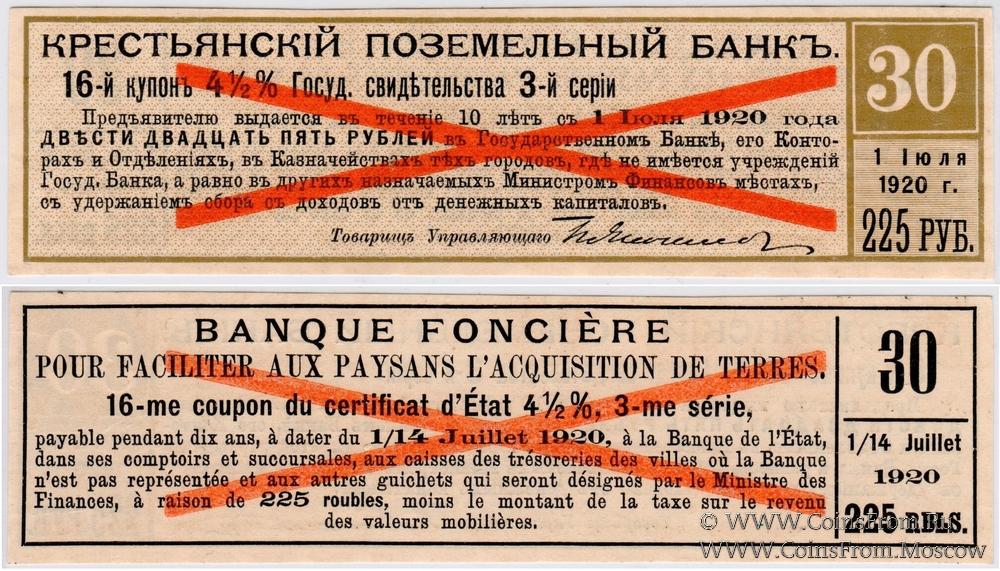 КРЕСТЬЯНСКІЙ ПОЗЕМЕЛЬНЫЙ БАНКЪ.
16-й купонъ 4½% Госуд. свидѣтельства 3-й серіи
Предъявителю выдается въ теченіе 10 лѣтъ съ 1 Іюля 1920 года
ДВѢСТИ ДВАДЦАТЬ ПЯТЬ РУБЛЕЙ въ Государственномъ Банкѣ, его Конто-
рахъ и Отдѣленіяхъ, въ Казначействахъ тѣхъ городовъ, гдѣ не имѣется учрежденій
Госуд. Банка, а равно въ другихъ назначаемыхъ Министромъ Финансовъ мѣстахъ,
съ удержаніемъ сбора съ доходовъ отъ денежныхъ капиталовъ.
Товарищъ Управляющаго
30
1 Іюля
1920 г.
225 РУБ.
BANQUE FONCIÈRE
POUR FACILITER AUX PAYSANS L'ACQUISITION DE TERRES.
16-me coupon du certificat d'État 4½%, 3-me série,
payable pendant dix ans, à dater du 1/14 Juillet 1920, à la Banque de l'État,
dans ses comptoirs et succursales, aux caisses des trésoreries des villes où la Banque
n'est pas représentée et aux autres guichets qui seront désignés par le Ministre des
Finances, à raison de 225 roubles, moins le montant de la taxe sur le revenu
des valeurs mobilières.
30
1/14 Juillet
1920
225 RBLS.
© WWW.CoinsFrom.Ru
WWW.CoinsFrom.Moscow